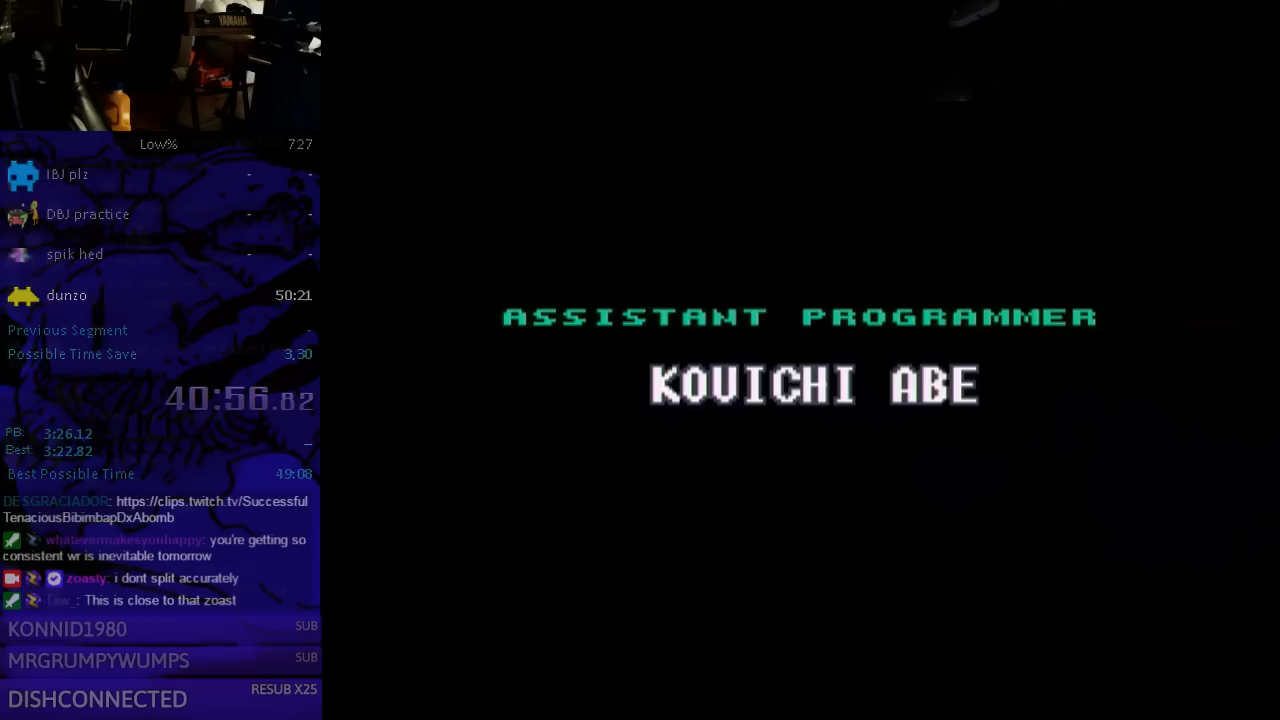 YAMAHA
Low% 727
IBJ plz - -
DBJ practice - -
spik hed - -
dunzo 50:21
Previous Segment -
Possible Time Save 3,30
40:56.82
PB: 3:26.12
Best: 3:22.82 –
Best Possible Time 49:08
DESGRACIADOR: https://clips.twitch.tv/Successful
TenaciousBibimbapDxAbomb
whatevermakesyouhappy: you're getting so
consistent wr is inevitable tomorrow
zoasty: i dont split accurately
Taw_: This is close to that zoast
KONNID1980 SUB
MRGRUMPYWUMPS SUB
DISHCONNECTED RESUB X25
ASSISTANT PROGRAMMER
KOUICHI ABE